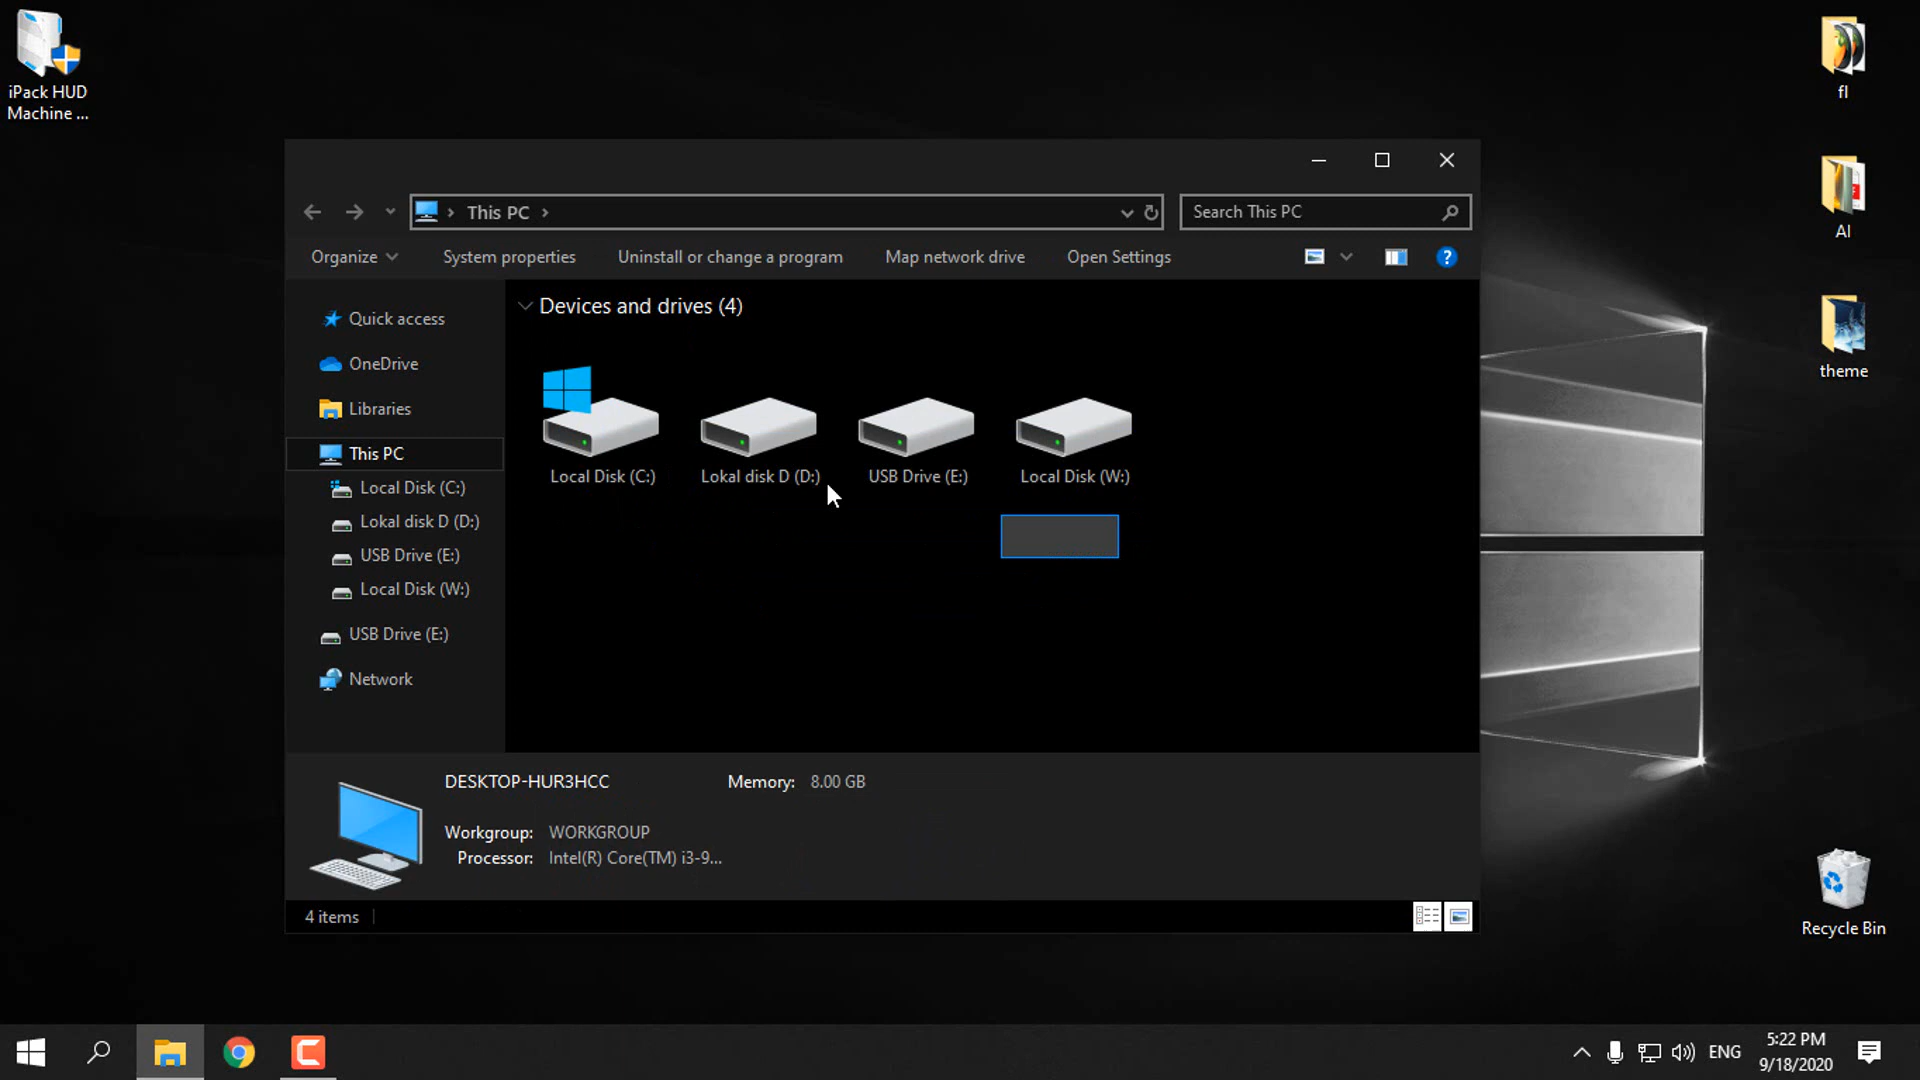 iPack HUD
Machine ...
fl
AI
theme
Recycle Bin
This PC
Search This PC
Organize
System properties
Uninstall or change a program
Map network drive
Open Settings
?
Quick access
OneDrive
Libraries
This PC
Local Disk (C:)
Lokal disk D (D:)
USB Drive (E:)
Local Disk (W:)
USB Drive (E:)
Network
Devices and drives (4)
Local Disk (C:)
Lokal disk D (D:)
USB Drive (E:)
Local Disk (W:)
DESKTOP-HUR3HCC
Memory: 8.00 GB
Workgroup: WORKGROUP
Processor: Intel(R) Core(TM) i3-9...
4 items
ENG
5:22 PM
9/18/2020